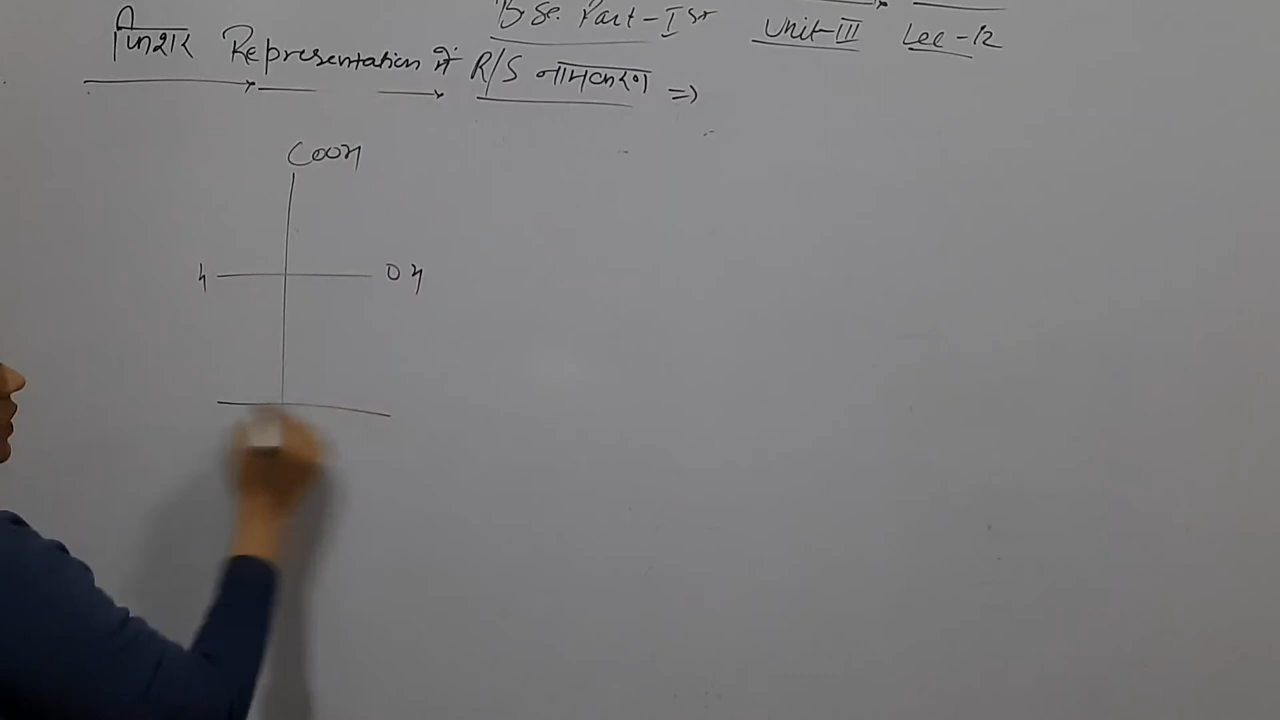 B.Sc. Part-Ist Unit-III Lec-12
फिशर Representation में R/S नामकरण =>
COOH
H OH